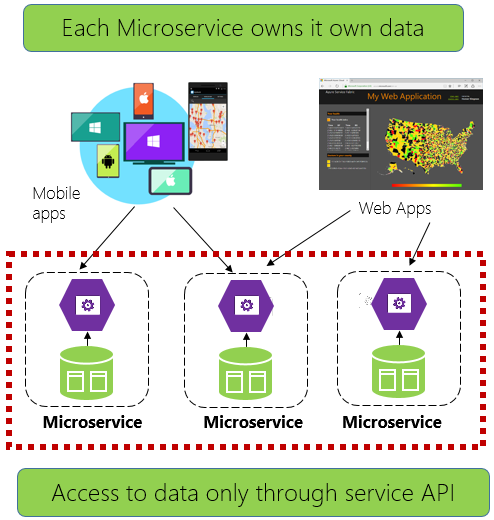 Each Microservice owns it own data
My Web Application
Mobile
apps
Web Apps
Microservice
Microservice
Microservice
Access to data only through service API